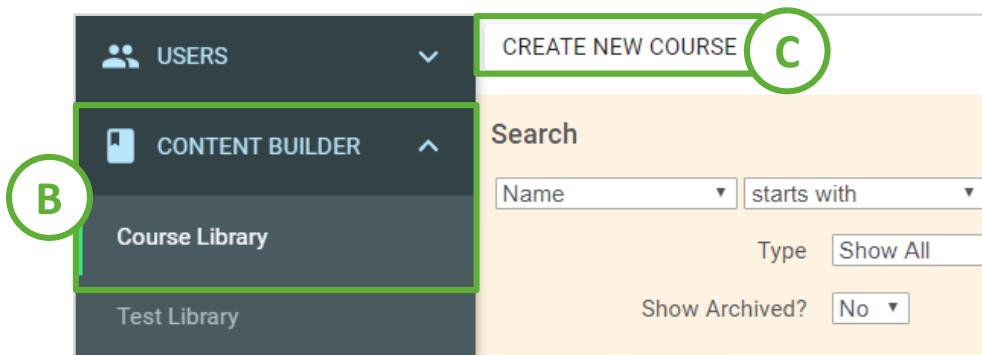 USERS
CREATE NEW COURSE
C
CONTENT BUILDER
B
Course Library
Test Library
Search
Name starts with
Type Show All
Show Archived? No